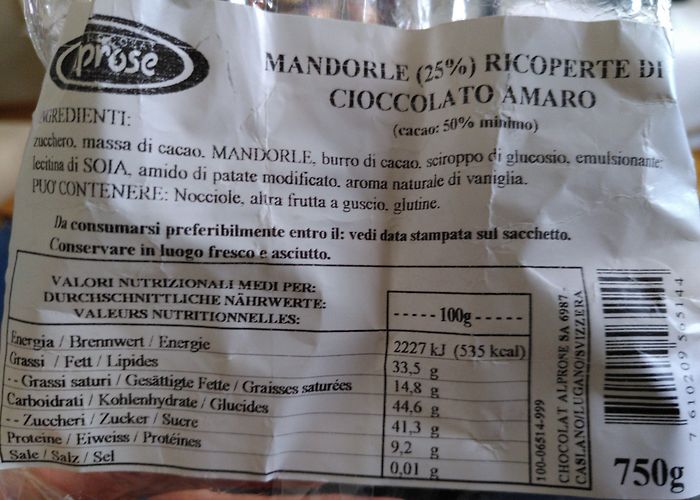 prose
MANDORLE (25%) RICOPERTE DI
CIOCCOLATO AMARO
(cacao: 50% minimo)
INGREDIENTI:
zucchero, massa di cacao, MANDORLE, burro di cacao, sciroppo di glucosio, emulsionante:
lecitina di SOIA, amido di patate modificato, aroma naturale di vaniglia.
PUO' CONTENERE: Nocciole, altra frutta a guscio, glutine.
Da consumarsi preferibilmente entro il: vedi data stampata sul sacchetto.
Conservare in luogo fresco e asciutto.
VALORI NUTRIZIONALI MEDI PER:
DURCHSCHNITTLICHE NÄHRWERTE:
VALEURS NUTRITIONNELLES:
-----100g------
Energia / Brennwert / Energie 2227 kJ (535 kcal)
Grassi / Fett / Lipides 33,5 g
--Grassi saturi / Gesättigte Fette / Graisses saturées 14,8 g
Carboidrati / Kohlenhydrate / Glucides 44,6 g
--Zuccheri / Zucker / Sucre 41,3 g
Proteine / Eiweiss / Protéines 9,2 g
Sale / Salz / Sel 0,01 g
100-06514-999
CHOCOLAT ALPROSE SA 6987-
CASLANO/LUGANO/SVIZZERA
750g